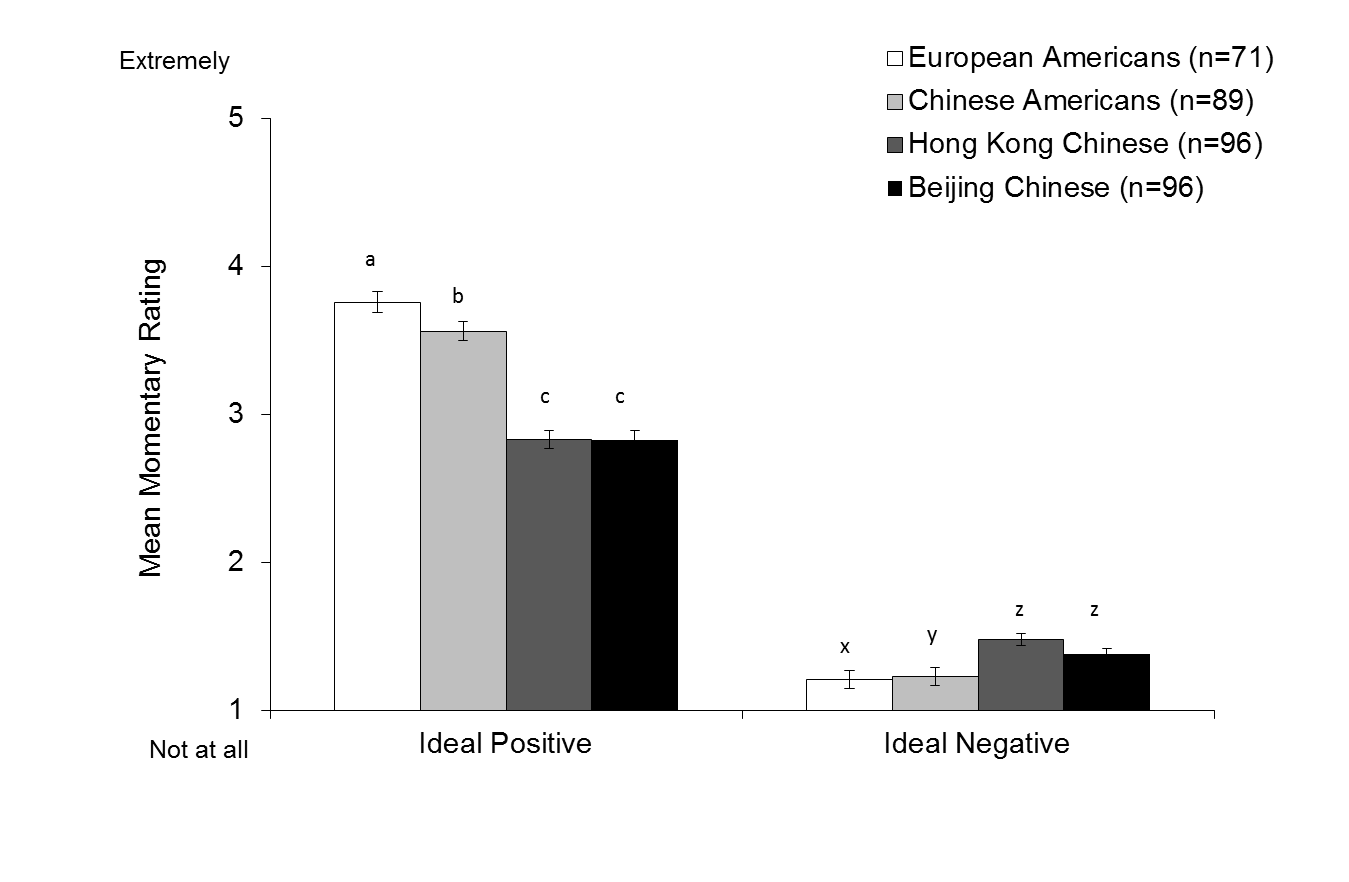 Extremely
European Americans (n=71)
Chinese Americans (n=89)
Hong Kong Chinese (n=96)
Beijing Chinese (n=96)
Mean Momentary Rating
5
4
3
2
1
a
b
c
c
x
y
z
z
Not at all
Ideal Positive
Ideal Negative